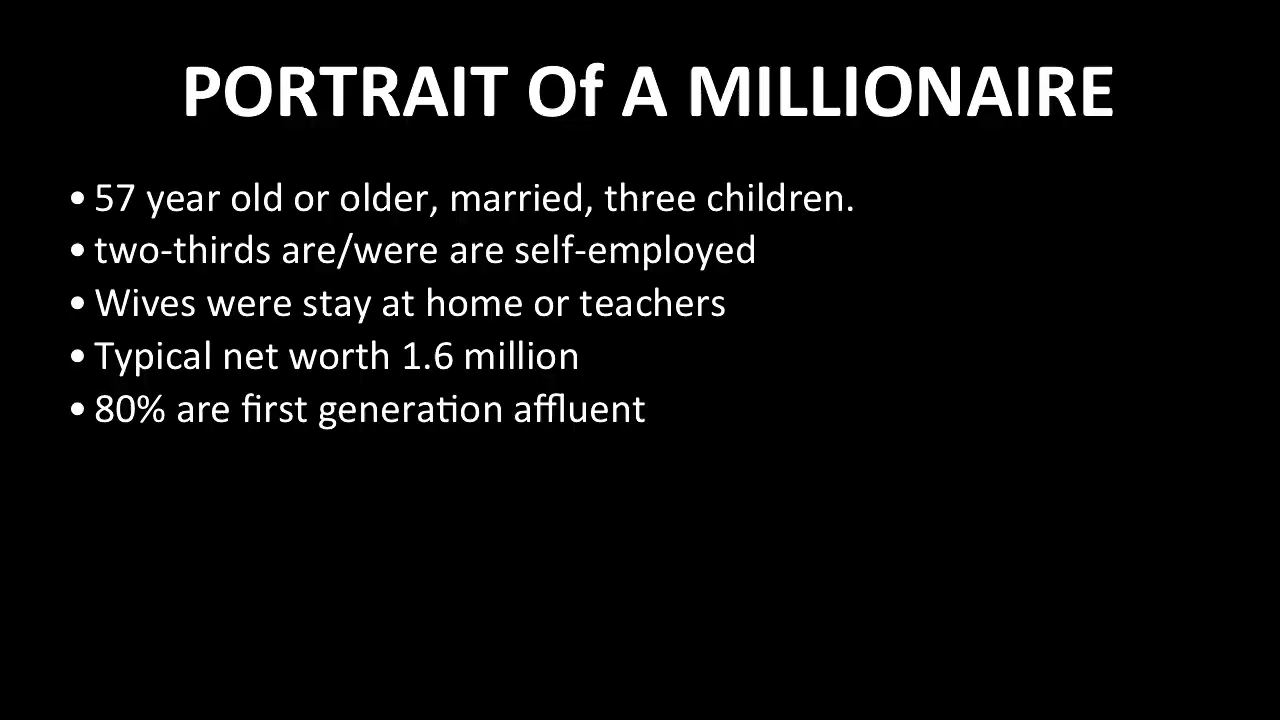 PORTRAIT Of A MILLIONAIRE
• 57 year old or older, married, three children.
• two-thirds are/were are self-employed
• Wives were stay at home or teachers
• Typical net worth 1.6 million
• 80% are first generation affluent